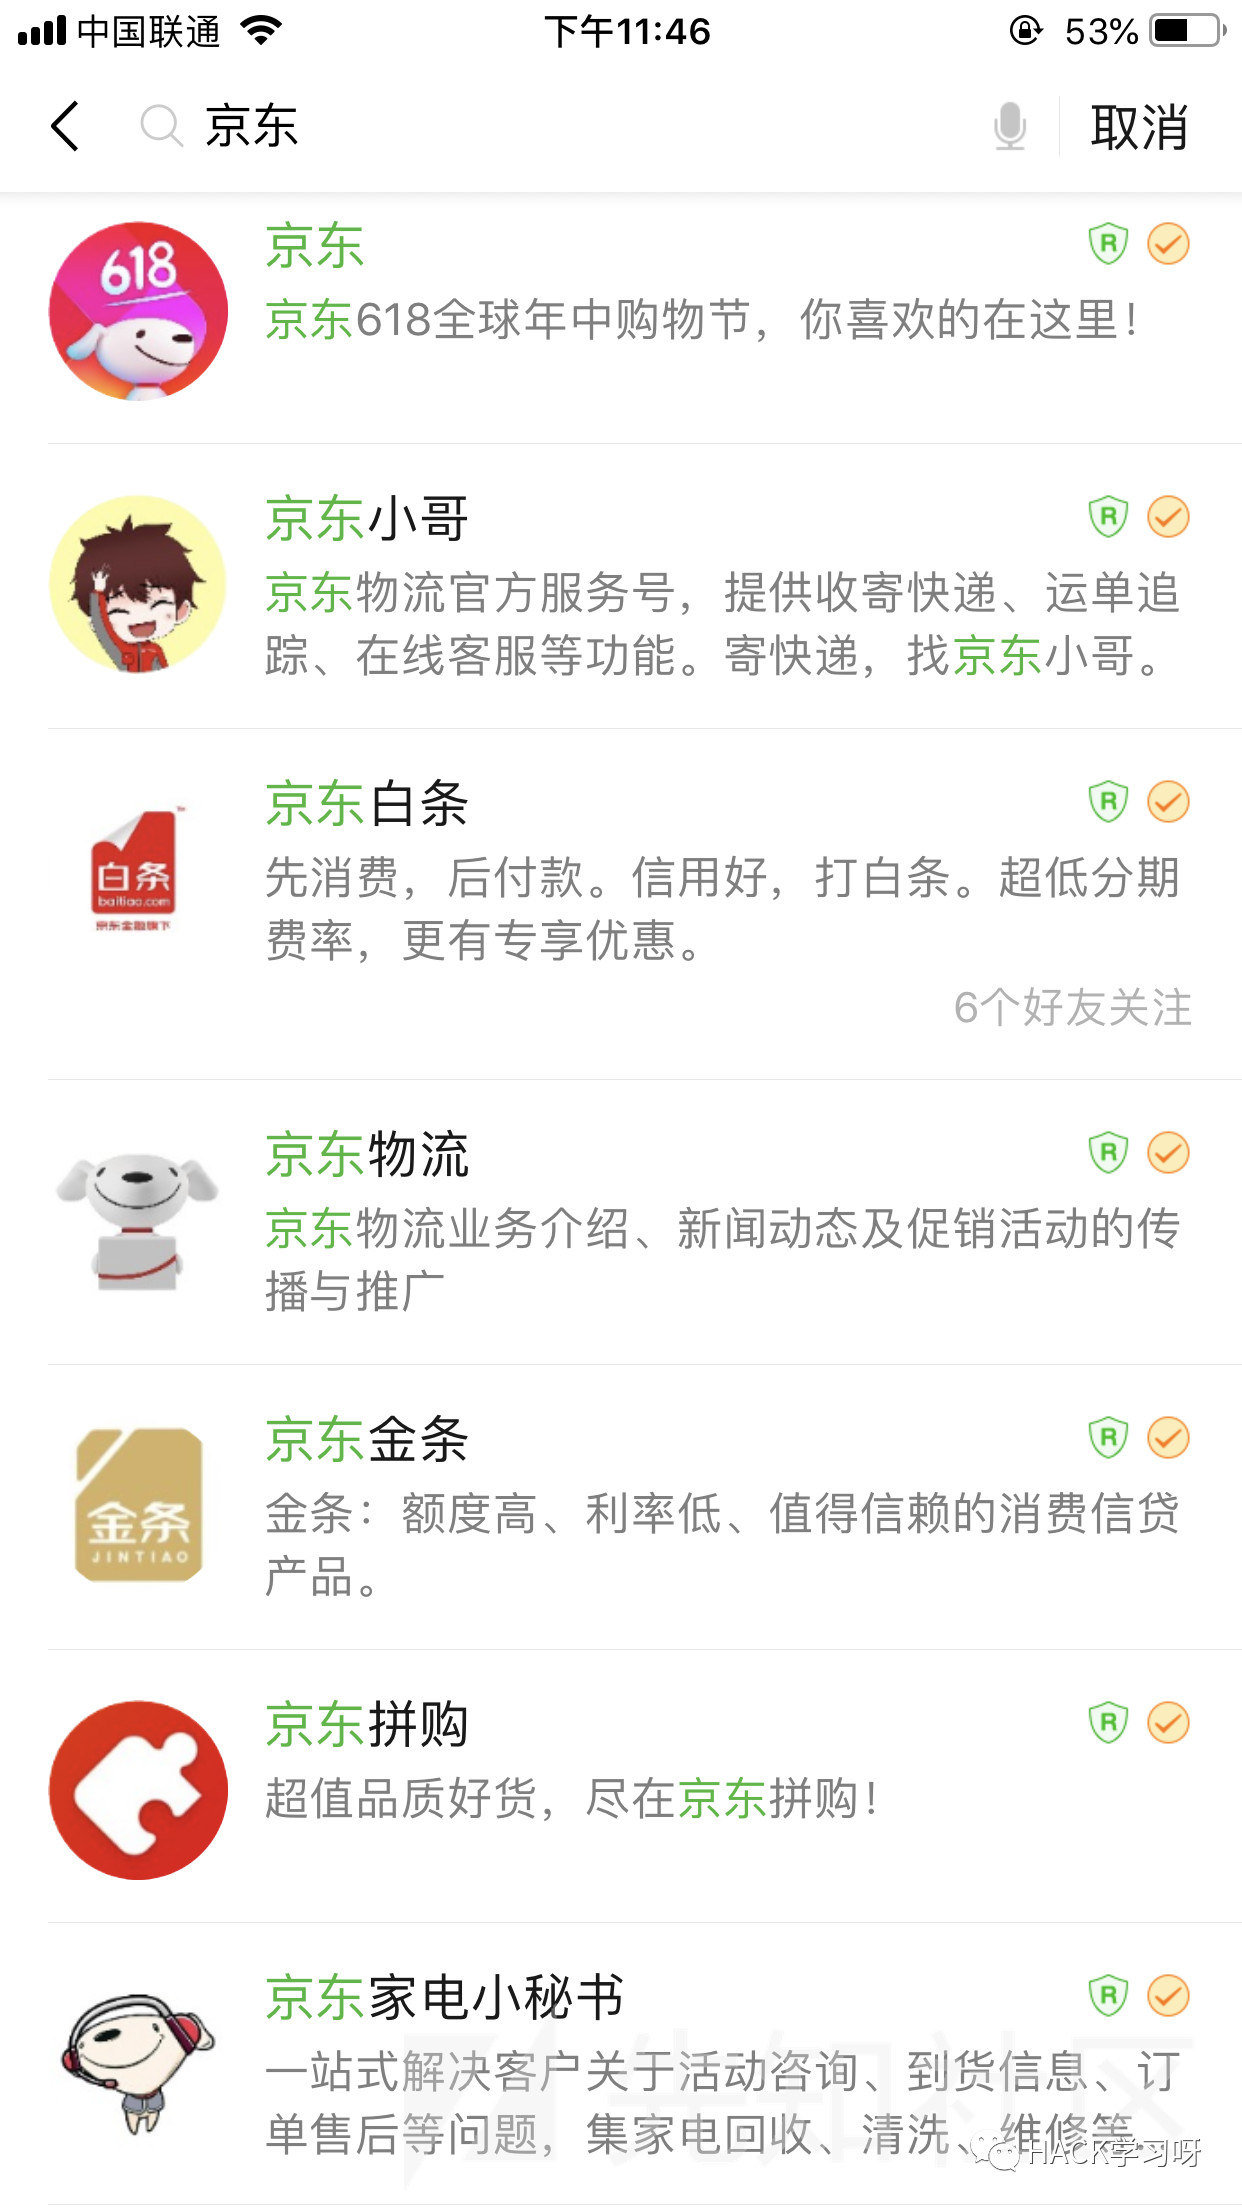 中国联通 下午11:46 53%
京东 取消
618
京东
京东618全球年中购物节，你喜欢的在这里！
京东小哥
京东物流官方服务号，提供收寄快递、运单追
踪、在线客服等功能。寄快递，找京东小哥。
白条
baitiao.com
京东金融旗下
京东白条
先消费，后付款。信用好，打白条。超低分期
费率，更有专享优惠。
6个好友关注
京东物流
京东物流业务介绍、新闻动态及促销活动的传
播与推广
金条
JINTIAO
京东金条
金条：额度高、利率低、值得信赖的消费信贷
产品。
京东拼购
超值品质好货，尽在京东拼购！
京东家电小秘书
一站式解决客户关于活动咨询、到货信息、订
单售后等问题，集家电回收、清洗、维修等
先知社区
HACK学习呀